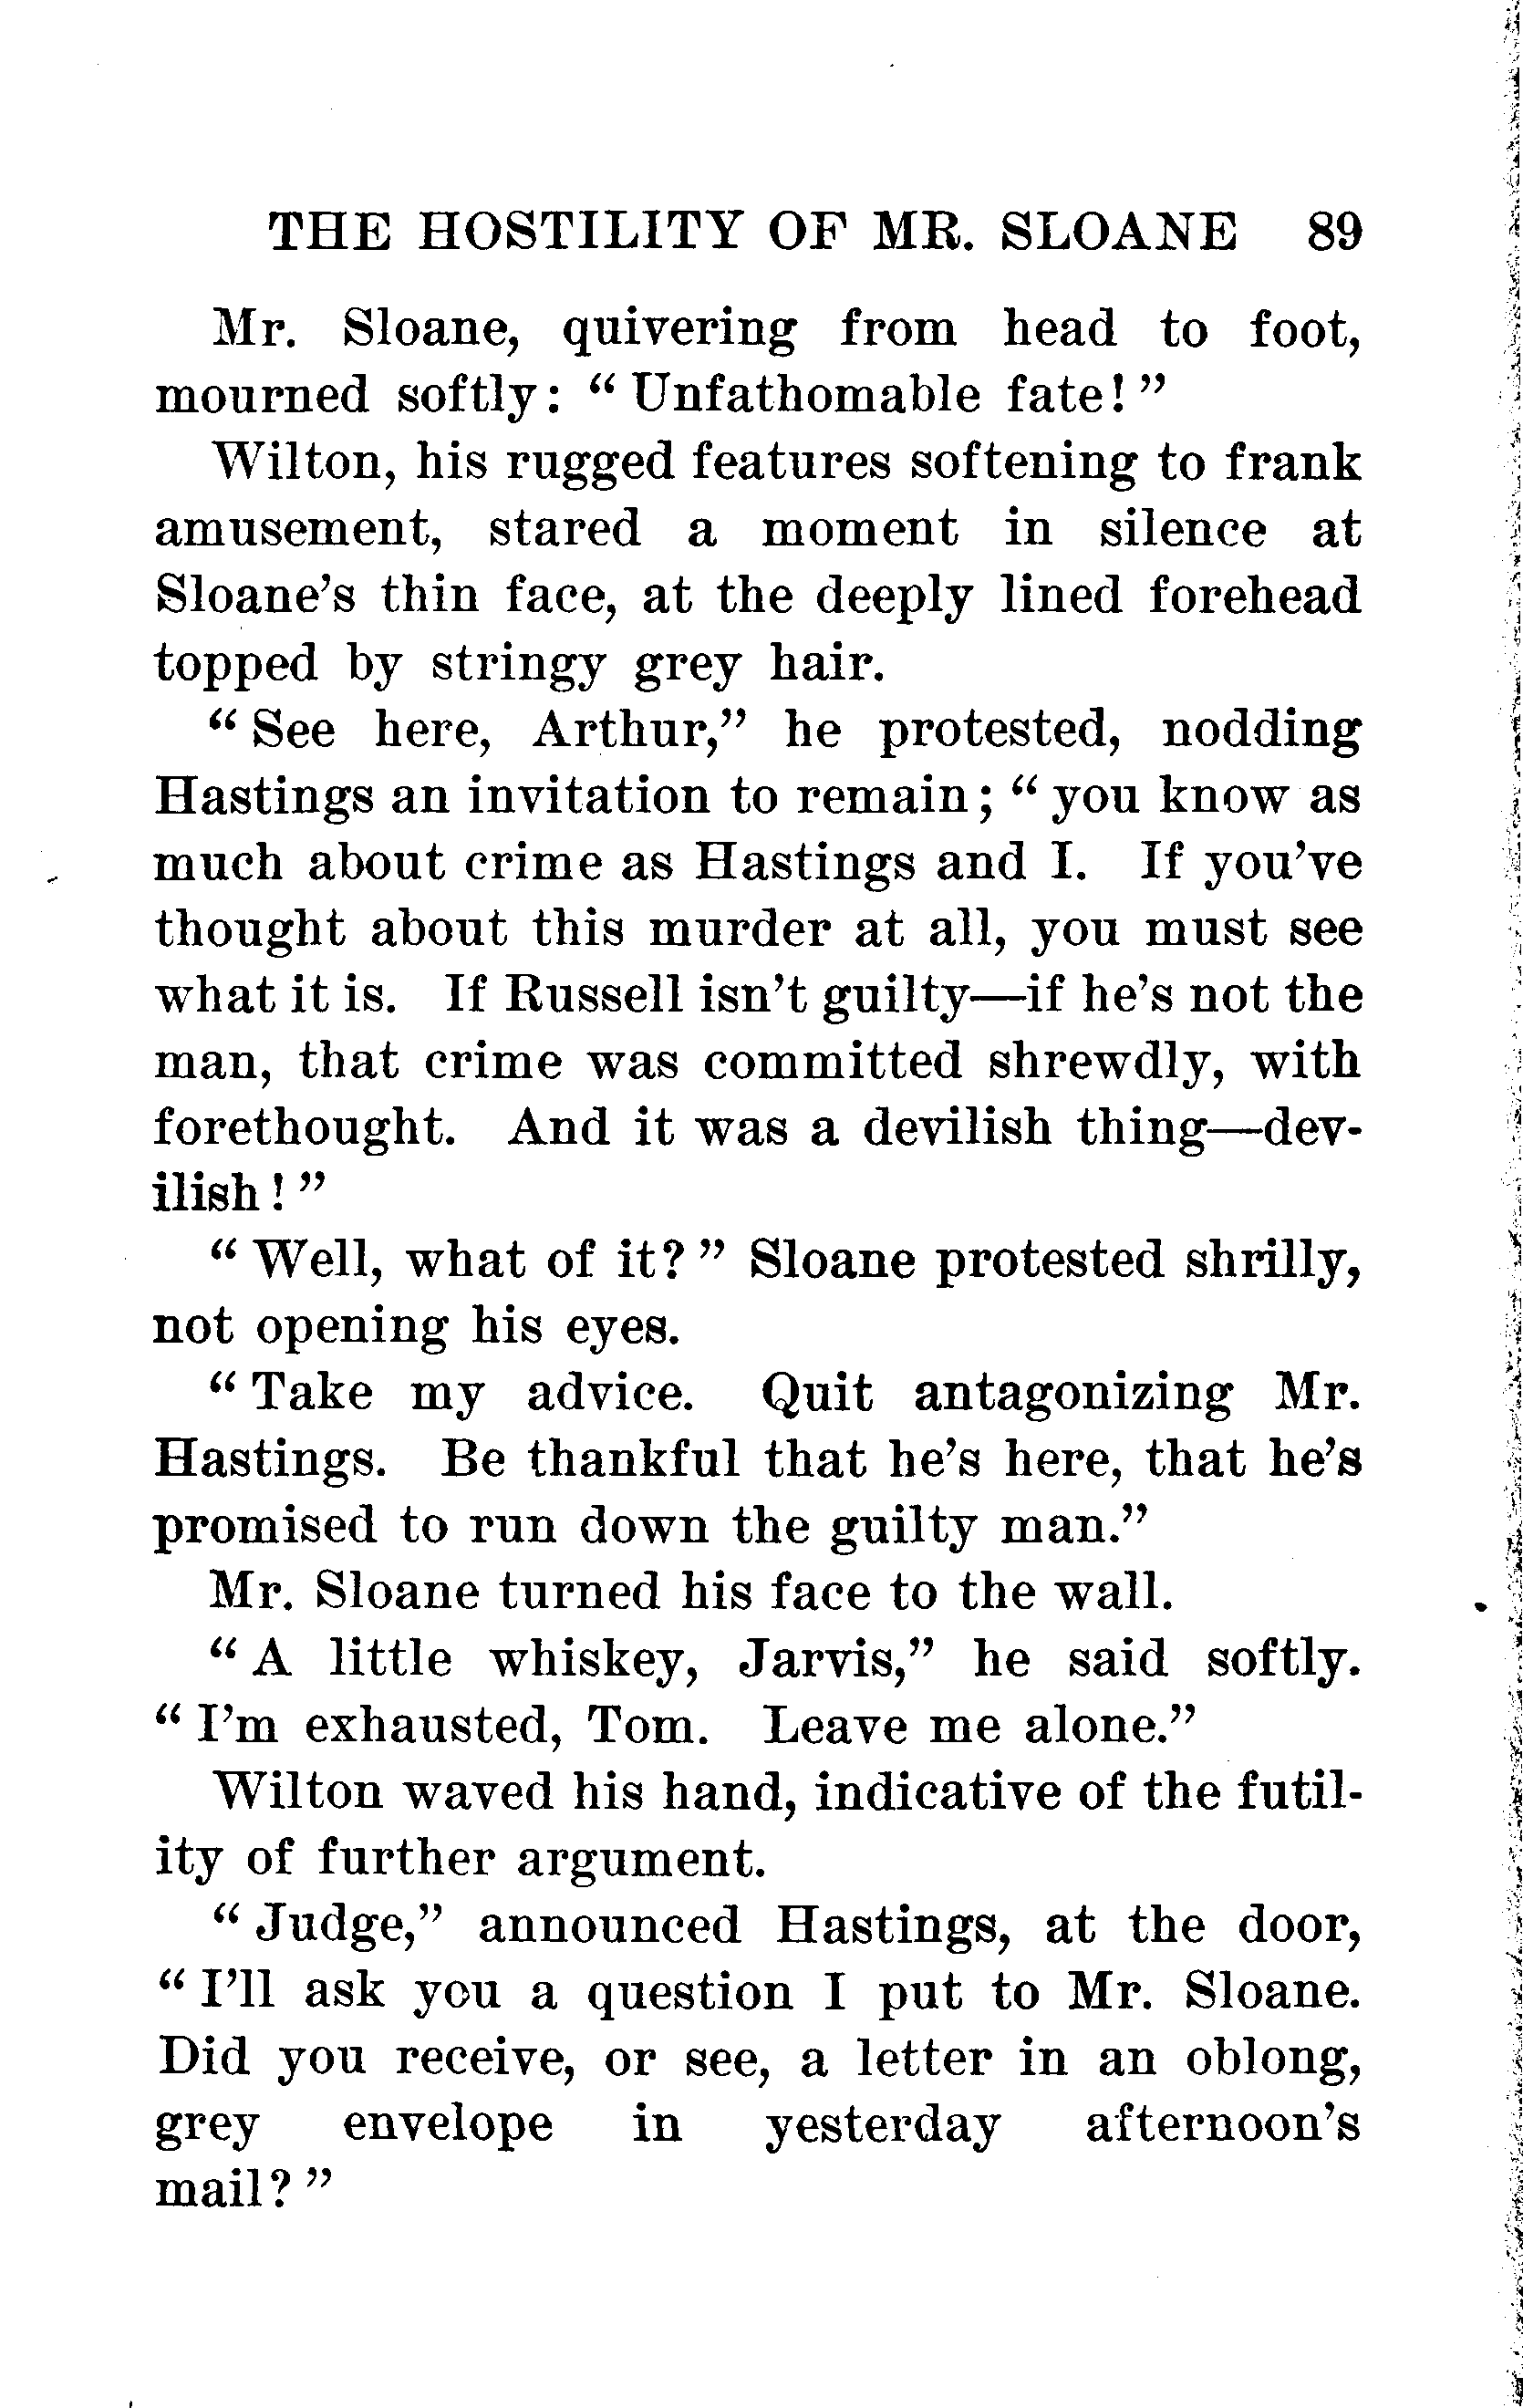 THE HOSTILITY OF MR. SLOANE 89
Mr. Sloane, quivering from head to foot,
mourned softly: “Unfathomable fate!”
Wilton, his rugged features softening to frank
amusement, stared a moment in silence at
Sloane’s thin face, at the deeply lined forehead
topped by stringy grey hair.
“See here, Arthur,” he protested, nodding
Hastings an invitation to remain; “you know as
much about crime as Hastings and I. If you’ve
thought about this murder at all, you must see
what it is. If Russell isn’t guilty—if he’s not the
man, that crime was committed shrewdly, with
forethought. And it was a devilish thing—dev-
ilish!”
“Well, what of it?” Sloane protested shrilly,
not opening his eyes.
“Take my advice. Quit antagonizing Mr.
Hastings. Be thankful that he’s here, that he’s
promised to run down the guilty man.”
Mr. Sloane turned his face to the wall.
“A little whiskey, Jarvis,” he said softly.
“I’m exhausted, Tom. Leave me alone.”
Wilton waved his hand, indicative of the futil-
ity of further argument.
“Judge,” announced Hastings, at the door,
“I’ll ask you a question I put to Mr. Sloane.
Did you receive, or see, a letter in an oblong,
grey envelope in yesterday afternoon’s
mail?”